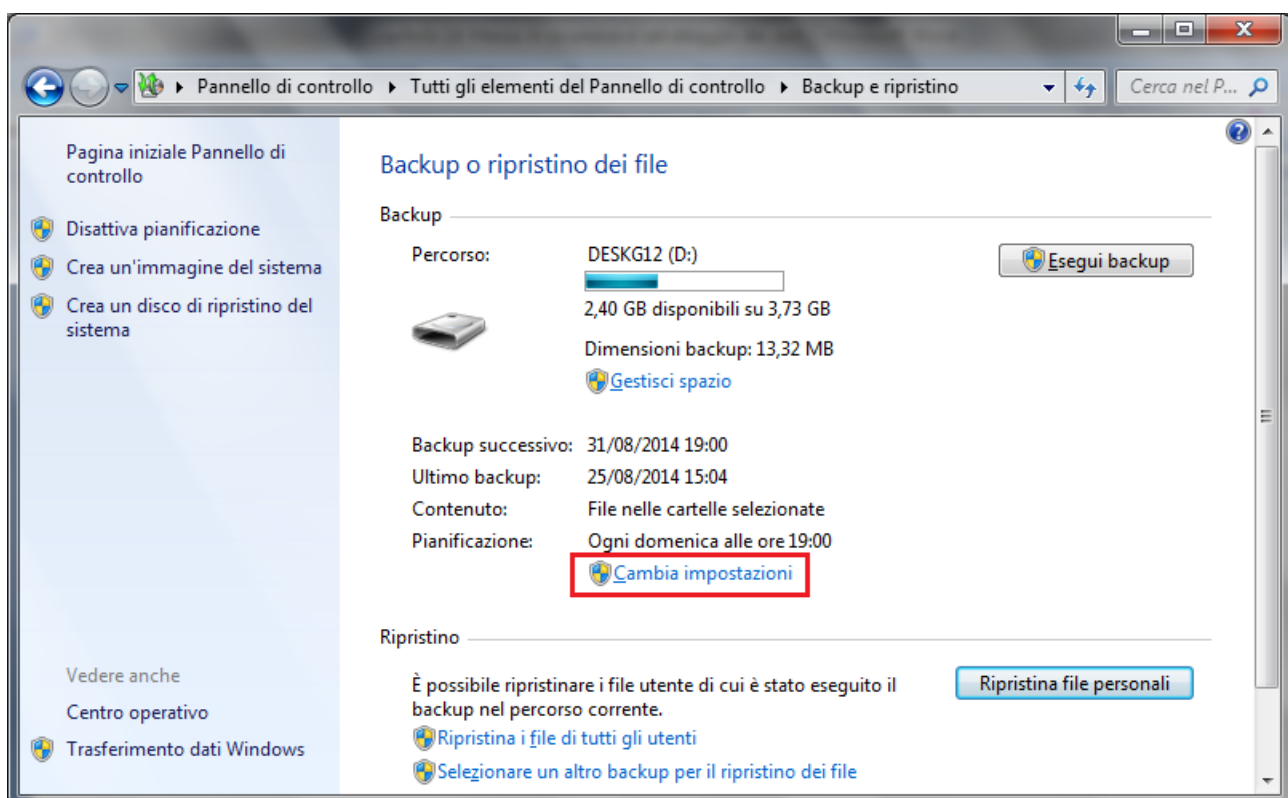 Pannello di controllo Tutti gli elementi del Pannello di controllo Backup e ripristino
Cerca nel P...
Pagina iniziale Pannello di
controllo
Disattiva pianificazione
Crea un'immagine del sistema
Crea un disco di ripristino del
sistema
Vedere anche
Centro operativo
Trasferimento dati Windows
Backup o ripristino dei file
Backup
Percorso: DESKG12 (D:)
Esegui backup
2,40 GB disponibili su 3,73 GB
Dimensioni backup: 13,32 MB
Gestisci spazio
Backup successivo: 31/08/2014 19:00
Ultimo backup: 25/08/2014 15:04
Contenuto: File nelle cartelle selezionate
Pianificazione: Ogni domenica alle ore 19:00
Cambia impostazioni
Ripristino
È possibile ripristinare i file utente di cui è stato eseguito il
backup nel percorso corrente.
Ripristina file personali
Ripristina i file di tutti gli utenti
Selezionare un altro backup per il ripristino dei file